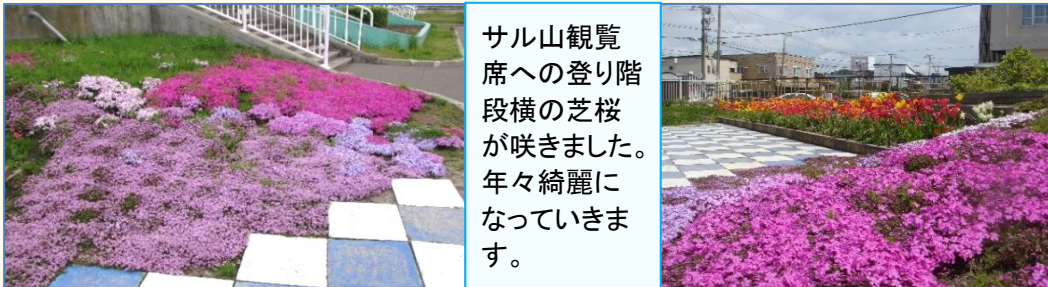 サル山観覧
席への登り階
段横の芝桜
が咲きました。
年々綺麗に
なっていきま
す。